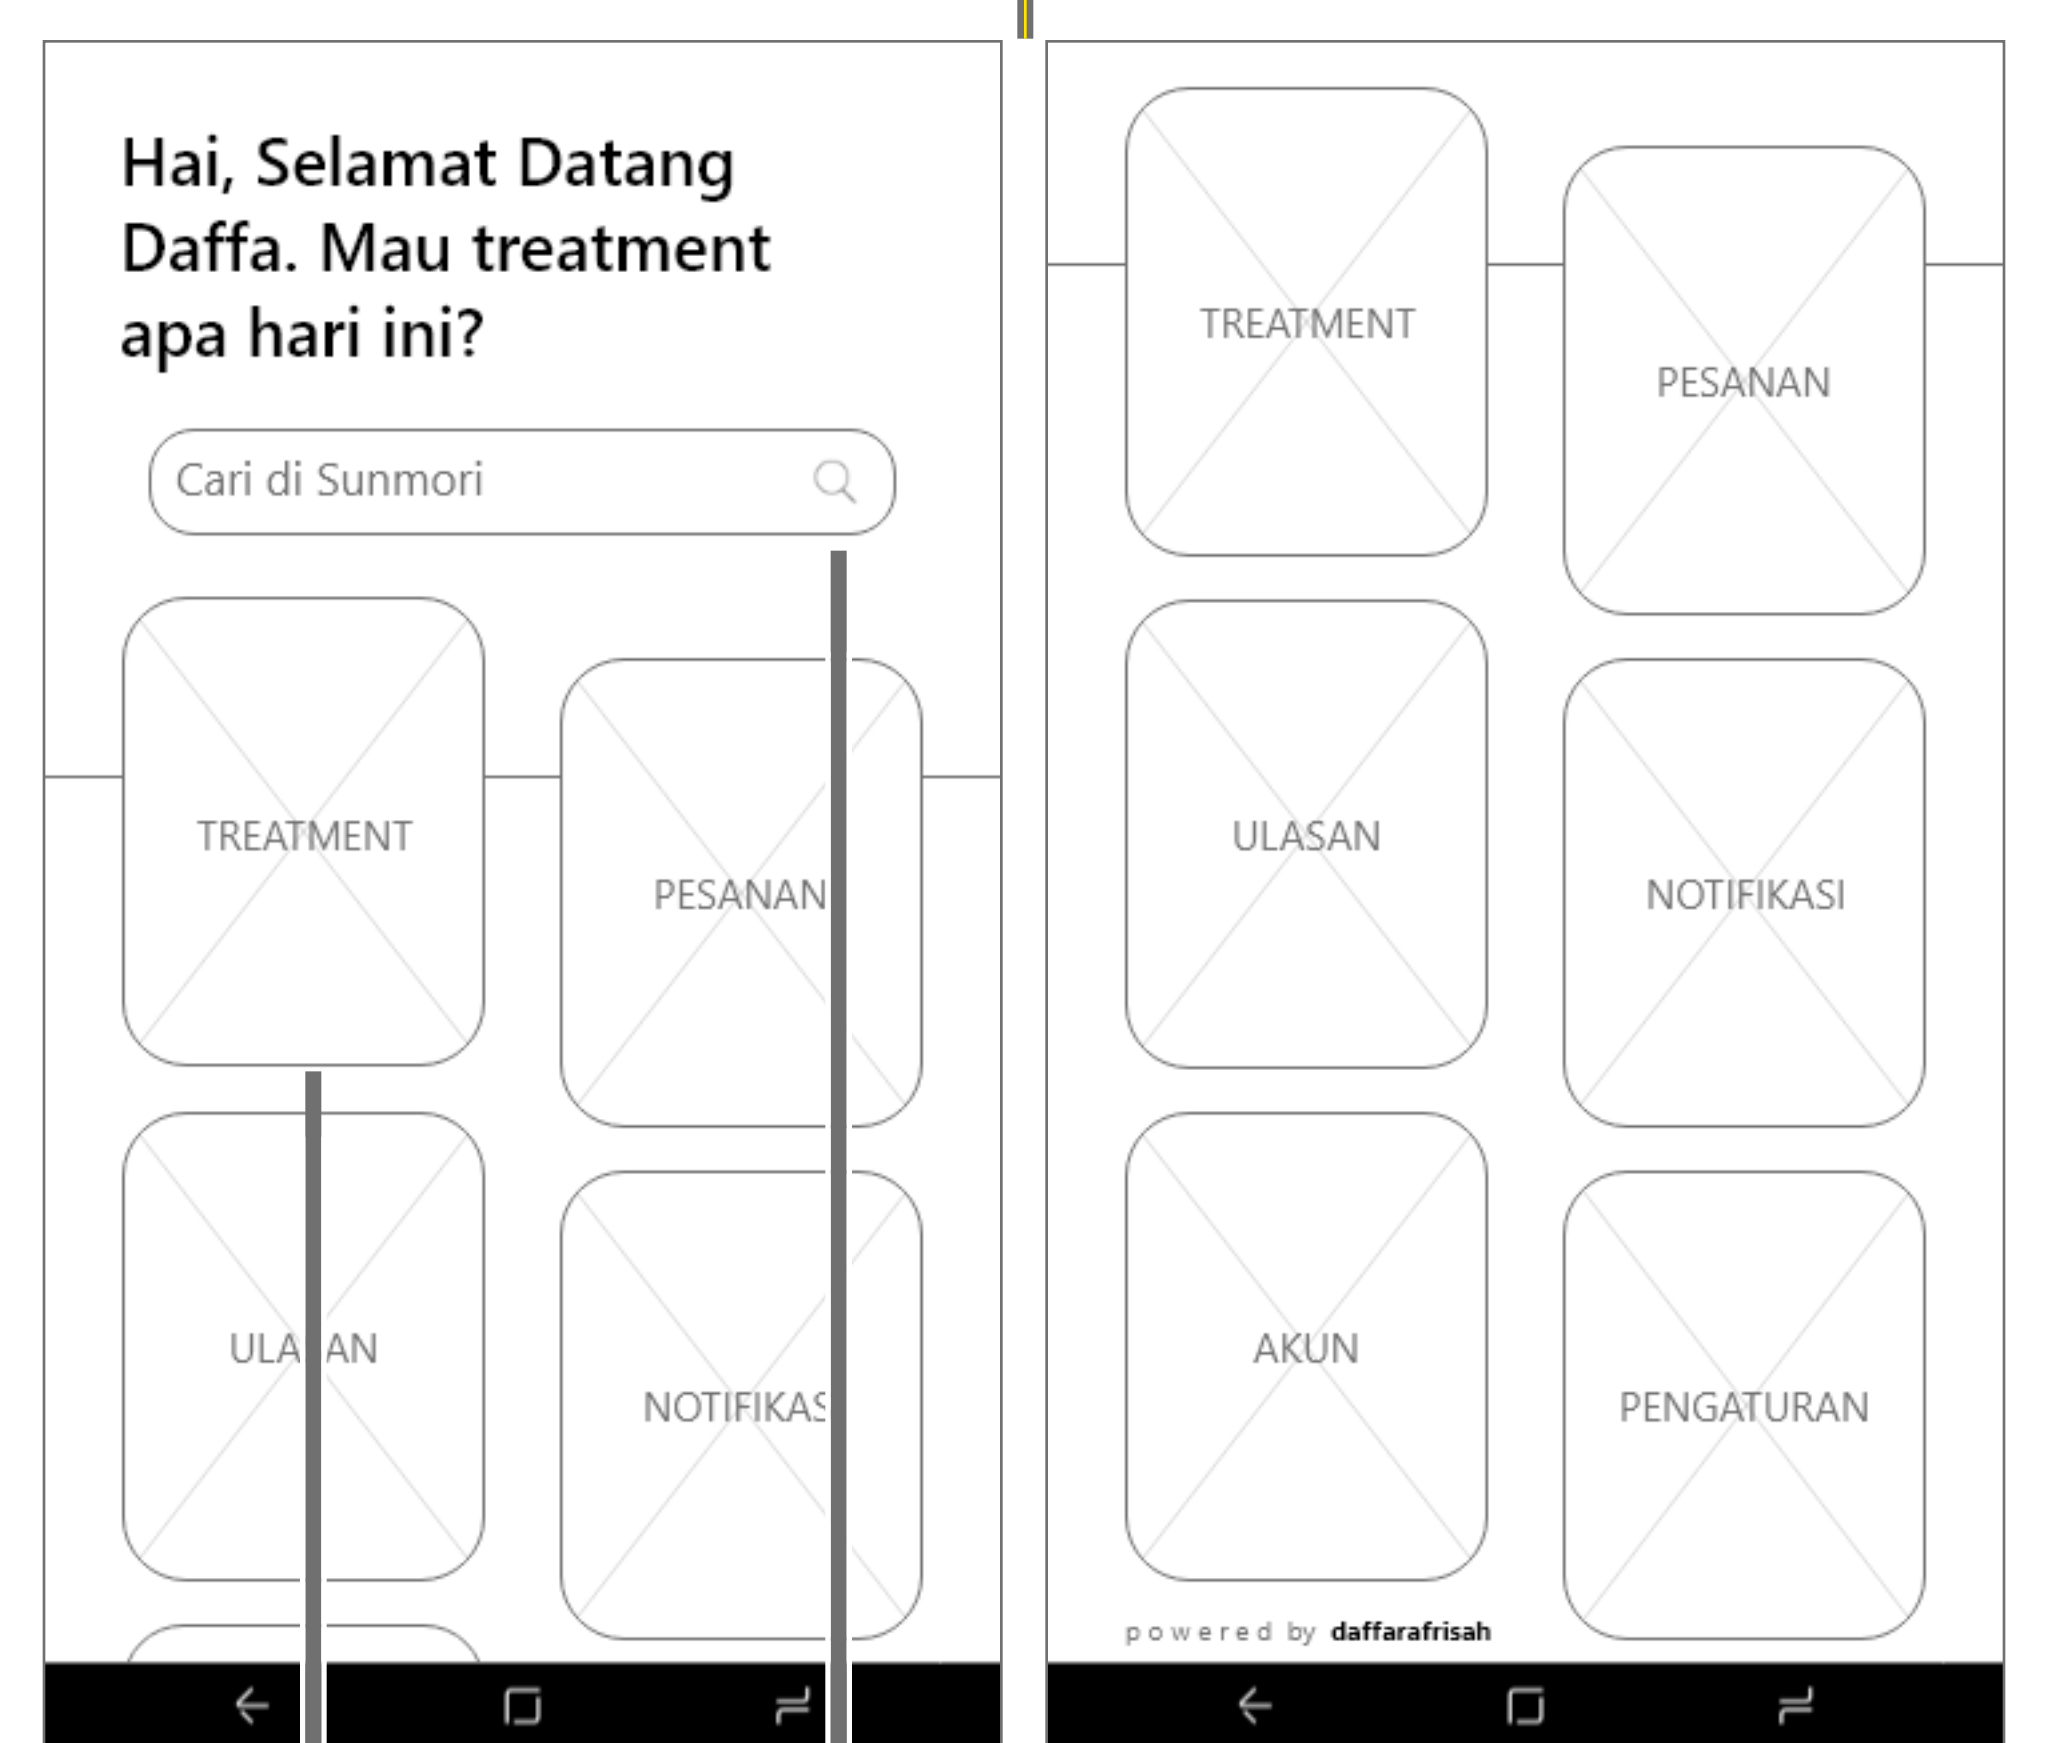 Hai, Selamat Datang
Daffa. Mau treatment
apa hari ini?
Cari di Sunmori
TREATMENT
PESANAN
TREATMENT
PESANAN
ULASAN
NOTIFIKASI
AKUN
PENGATURAN
powered by daffarafrisah